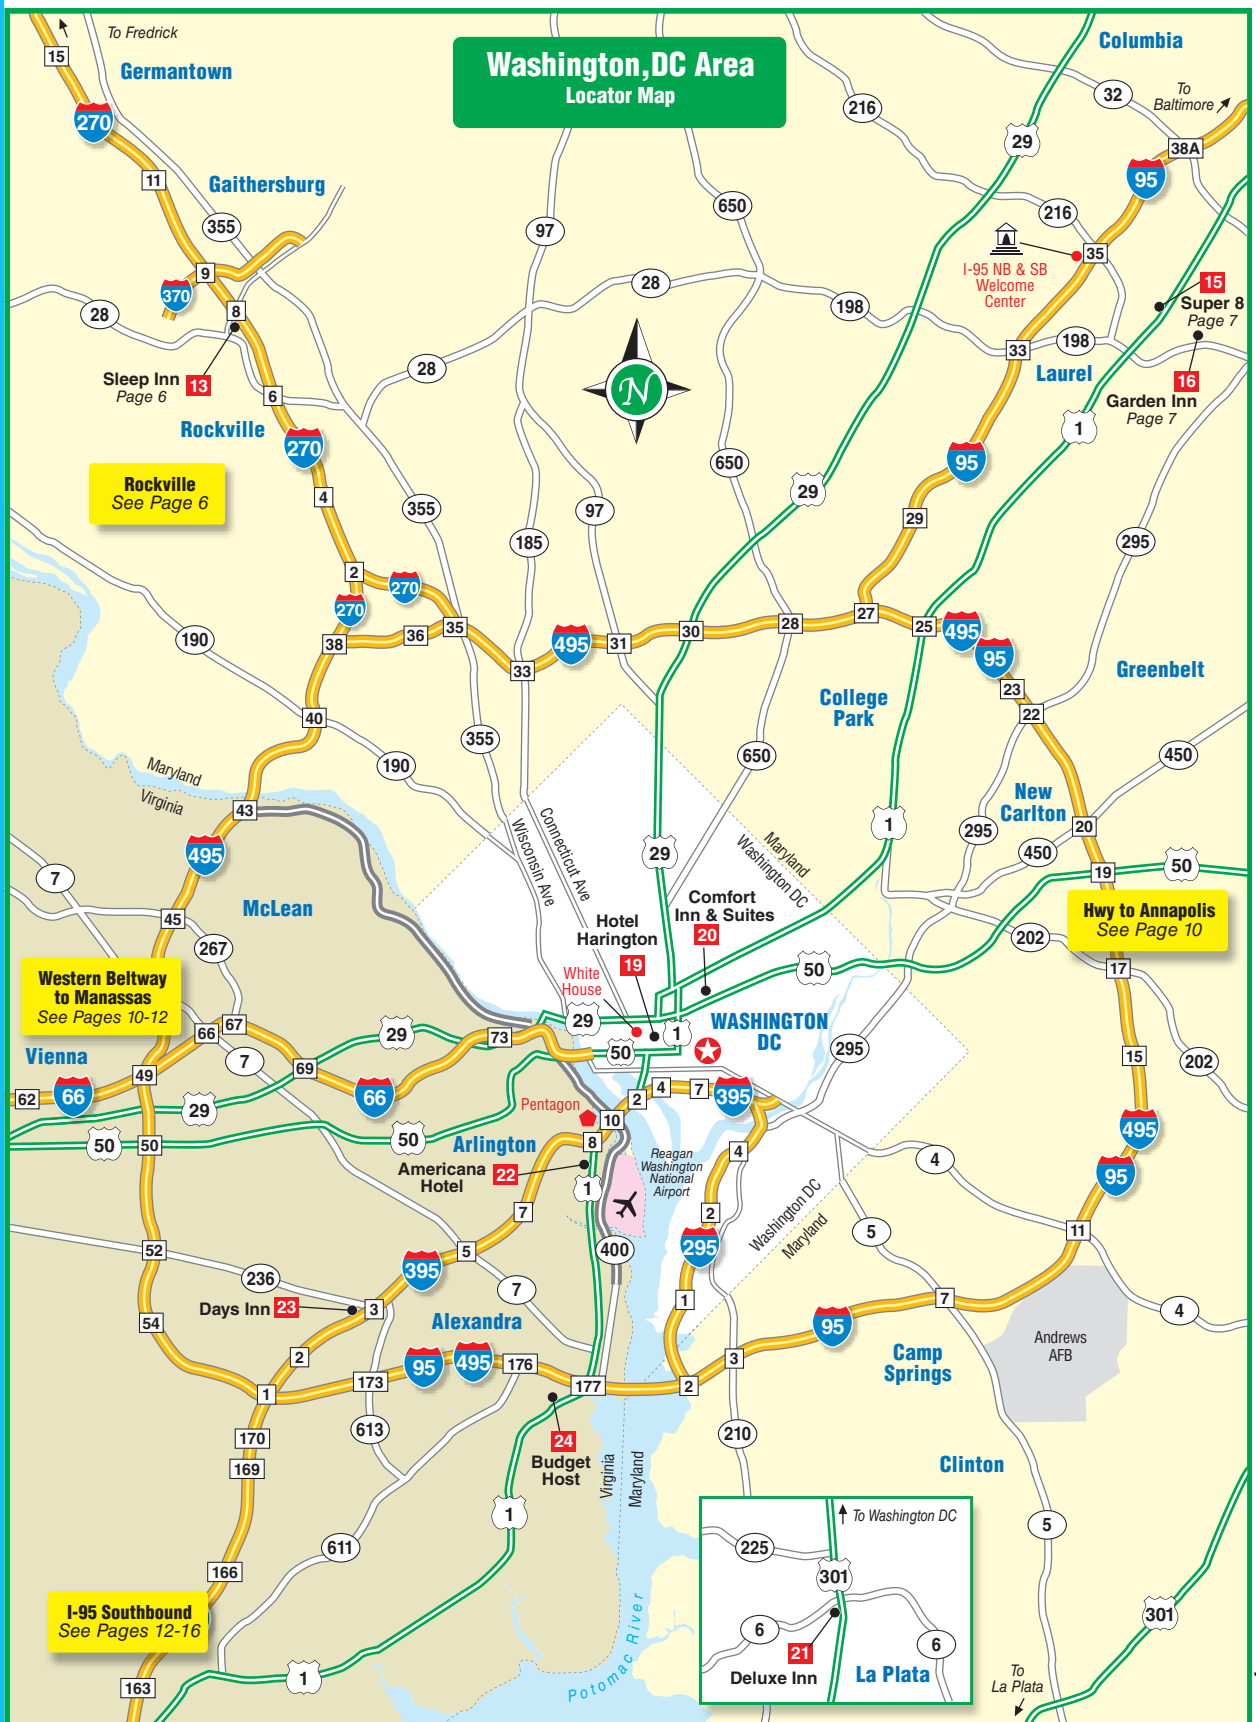 To Fredrick
15
Germantown
Washington, DC Area
Locator Map
Columbia
To
Baltimore
32
270
216
29
38A
95
11
Gaithersburg
355
650
216
97
35
I-95 NB & SB
Welcome
Center
9
370
28
8
28
198
15
Super 8
Page 7
33
198
Sleep Inn 13
Page 6
28
N
Laurel
16
Garden Inn
Page 7
6
Rockville
270
1
650
95
Rockville
See Page 6
4
355
97
29
29
185
295
2
270
270
190
38
36
35
495
31
30
28
27
25
495
95
33
Greenbelt
23
22
College
Park
40
355
190
650
450
Maryland
Virginia
43
New
Carlton
495
Connecticut Ave
Wisconsin Ave
29
Maryland
Washington DC
1
295
20
450
7
19
50
McLean
Comfort
Inn & Suites
20
Hotel
Harington
19
Hwy to Annapolis
See Page 10
45
267
202
White
House
50
17
Western Beltway
to Manassas
See Pages 10-12
66
67
29
73
29
1
WASHINGTON
DC
50
295
15
202
Vienna
7
69
49
62
66
29
66
Pentagon
10
2
4
7
395
50
50
50
Arlington
8
4
495
Reagan
Washington
National
Airport
4
Americana
Hotel
22
1
95
7
2
Washington DC
Maryland
5
11
52
5
400
295
236
395
7
Days Inn 23
3
1
7
4
54
Alexandra
95
Andrews
AFB
2
95
495
176
3
Camp
Springs
1
173
177
2
170
613
24
Budget
Host
210
169
Virginia
Maryland
Clinton
1
To Washington DC
611
225
5
166
301
I-95 Southbound
See Pages 12-16
6
301
6
21
Deluxe Inn
La Plata
1
Potomac River
To
La Plata
163